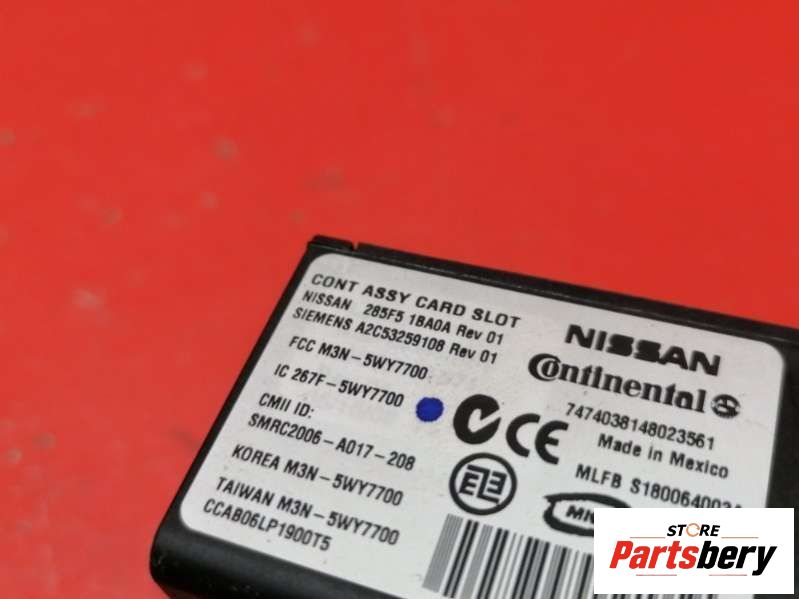 CONT ASSY CARD SLOT
NISSAN 285F5 1BA0A Rev 01
SIEMENS A2C53259108 Rev 01
FCC M3N-5WY7700
IC 267F-5WY7700
CMII ID:
SMRC2006-A017-208
KOREA M3N-5WY7700
TAIWAN M3N-5WY7700
CCAB06LP1900T5
NISSAN
Continental
7474038148023561
Made in Mexico
MLFB
CE
STORE
Partsbery